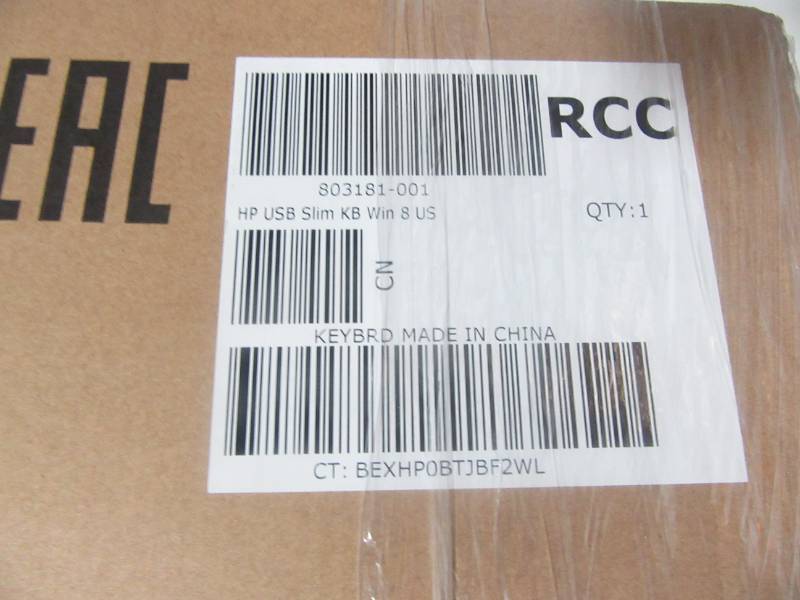 EAC
RCC
803181-001
HP USB Slim KB Win 8 US
QTY:1
CN
KEYBRD MADE IN CHINA
CT: BEXHP0BTJBF2WL